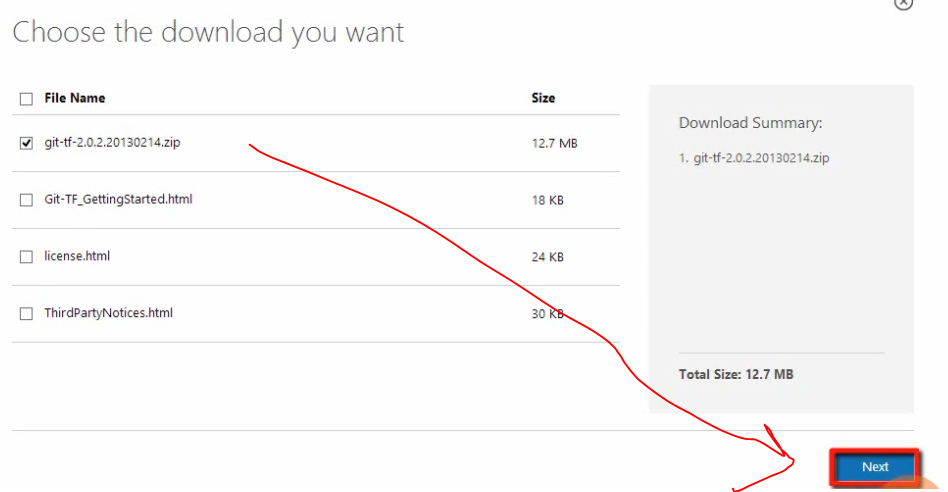 Choose the download you want
File Name Size
git-tf-2.0.2.20130214.zip 12.7 MB
Git-TF_GettingStarted.html 18 KB
license.html 24 KB
ThirdPartyNotices.html 30 KB
Download Summary:
1. git-tf-2.0.2.20130214.zip
Total Size: 12.7 MB
Next